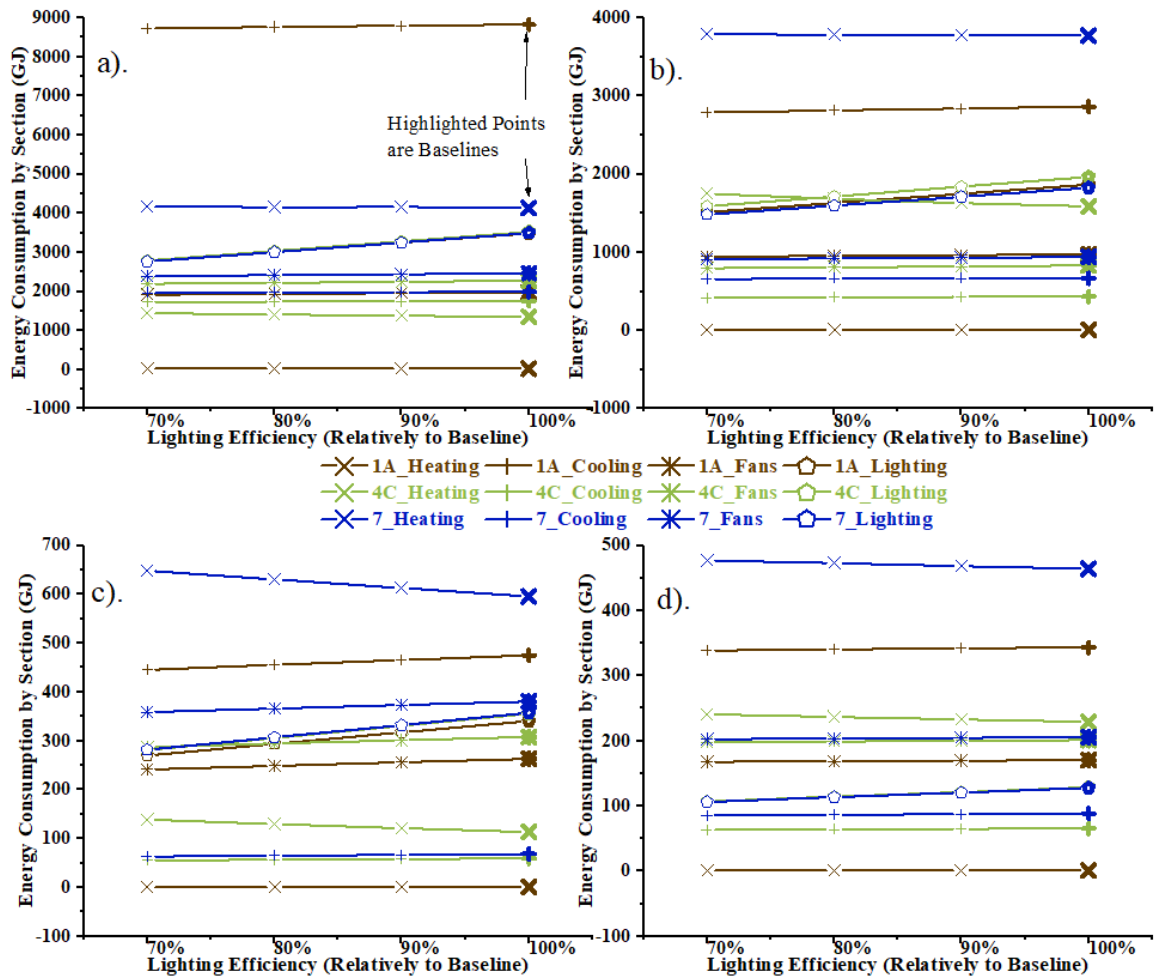 a).
Energy Consumption by Section (GJ)
9000
8000
7000
6000
5000
4000
3000
2000
1000
0
-1000
Highlighted Points
are Baselines
70%
80%
90%
100%
Lighting Efficiency (Relatively to Baseline)
b).
Energy Consumption by Section (GJ)
4000
3000
2000
1000
0
1000
70%
80%
90%
100%
Lighting Efficiency (Relatively to Baseline)
1A_Heating 1A_Cooling 1A_Fans 1A_Lighting
4C_Heating 4C_Cooling 4C_Fans 4C_Lighting
7_Heating 7_Cooling 7_Fans 7_Lighting
c).
Energy Consumption by Section (GJ)
700
600
500
400
300
200
100
0
-100
70%
80%
90%
100%
Lighting Efficiency (Relatively to Baseline)
d).
Energy Consumption by Section (GJ)
500
400
300
200
100
0
-100
70%
80%
90%
100%
Lighting Efficiency (Relatively to Baseline)